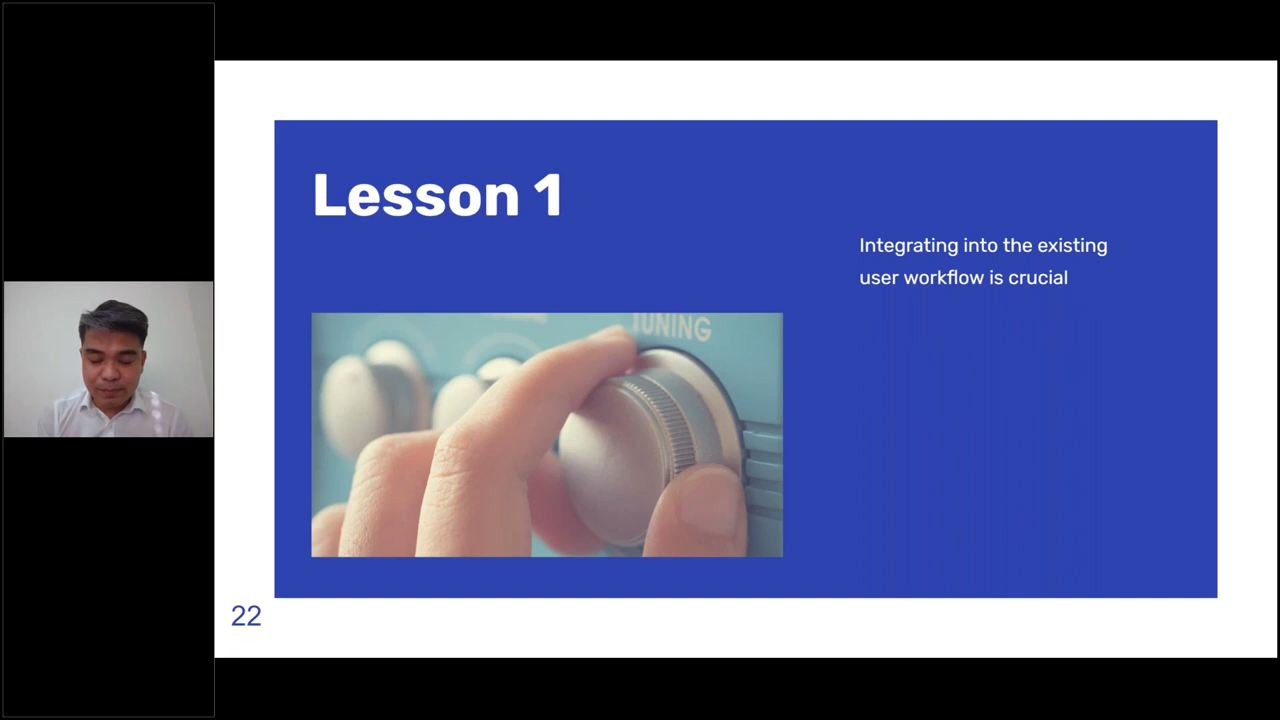 Lesson 1
Integrating into the existing
user workflow is crucial
TUNING
22